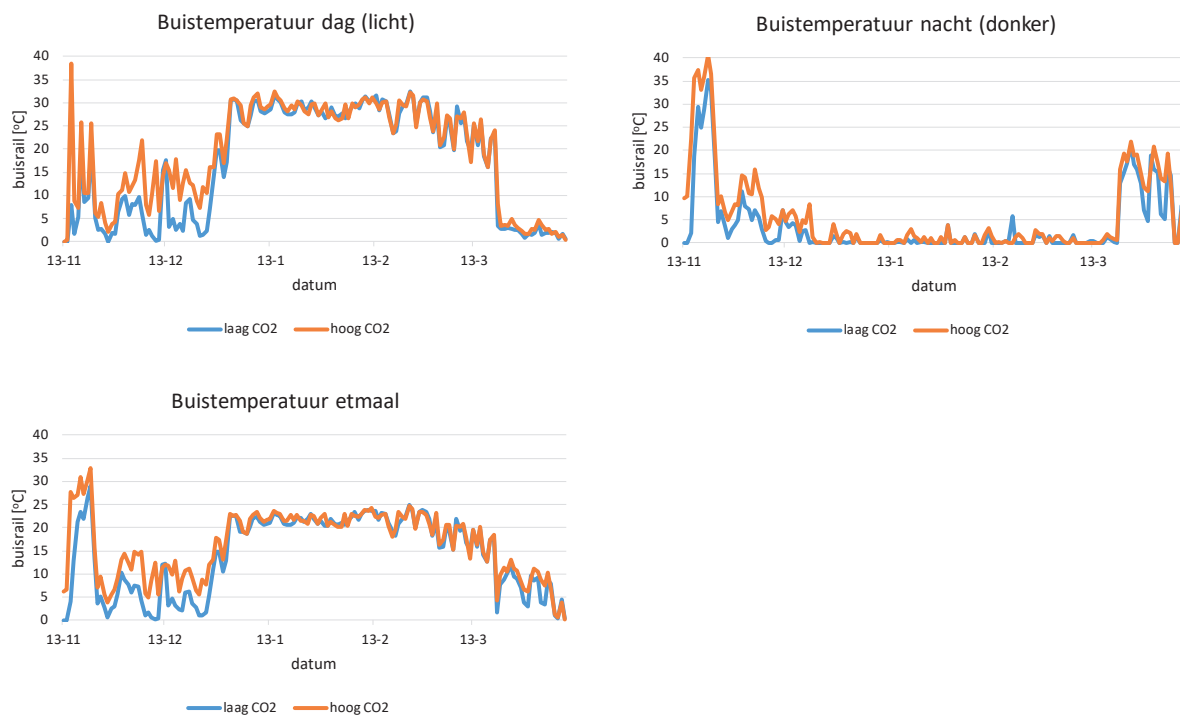 Buistemperatuur dag (licht)
40
35
30
25
20
15
10
5
0
buisrail [°C]
13-11 13-12 13-1 13-2 13-3
datum
laag CO2 hoog CO2
Buistemperatuur nacht (donker)
40
35
30
25
20
15
10
5
0
buisrail [°C]
13-11 13-12 13-1 13-2 13-3
datum
laag CO2 hoog CO2
Buistemperatuur etmaal
40
35
30
25
20
15
10
5
0
buisrail [°C]
13-11 13-12 13-1 13-2 13-3
datum
laag CO2 hoog CO2